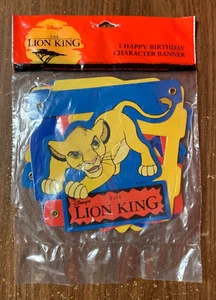 Disney's
THE
LION KING
1 HAPPY BIRTHDAY
CHARACTER BANNER
Disney's
THE
LION KING